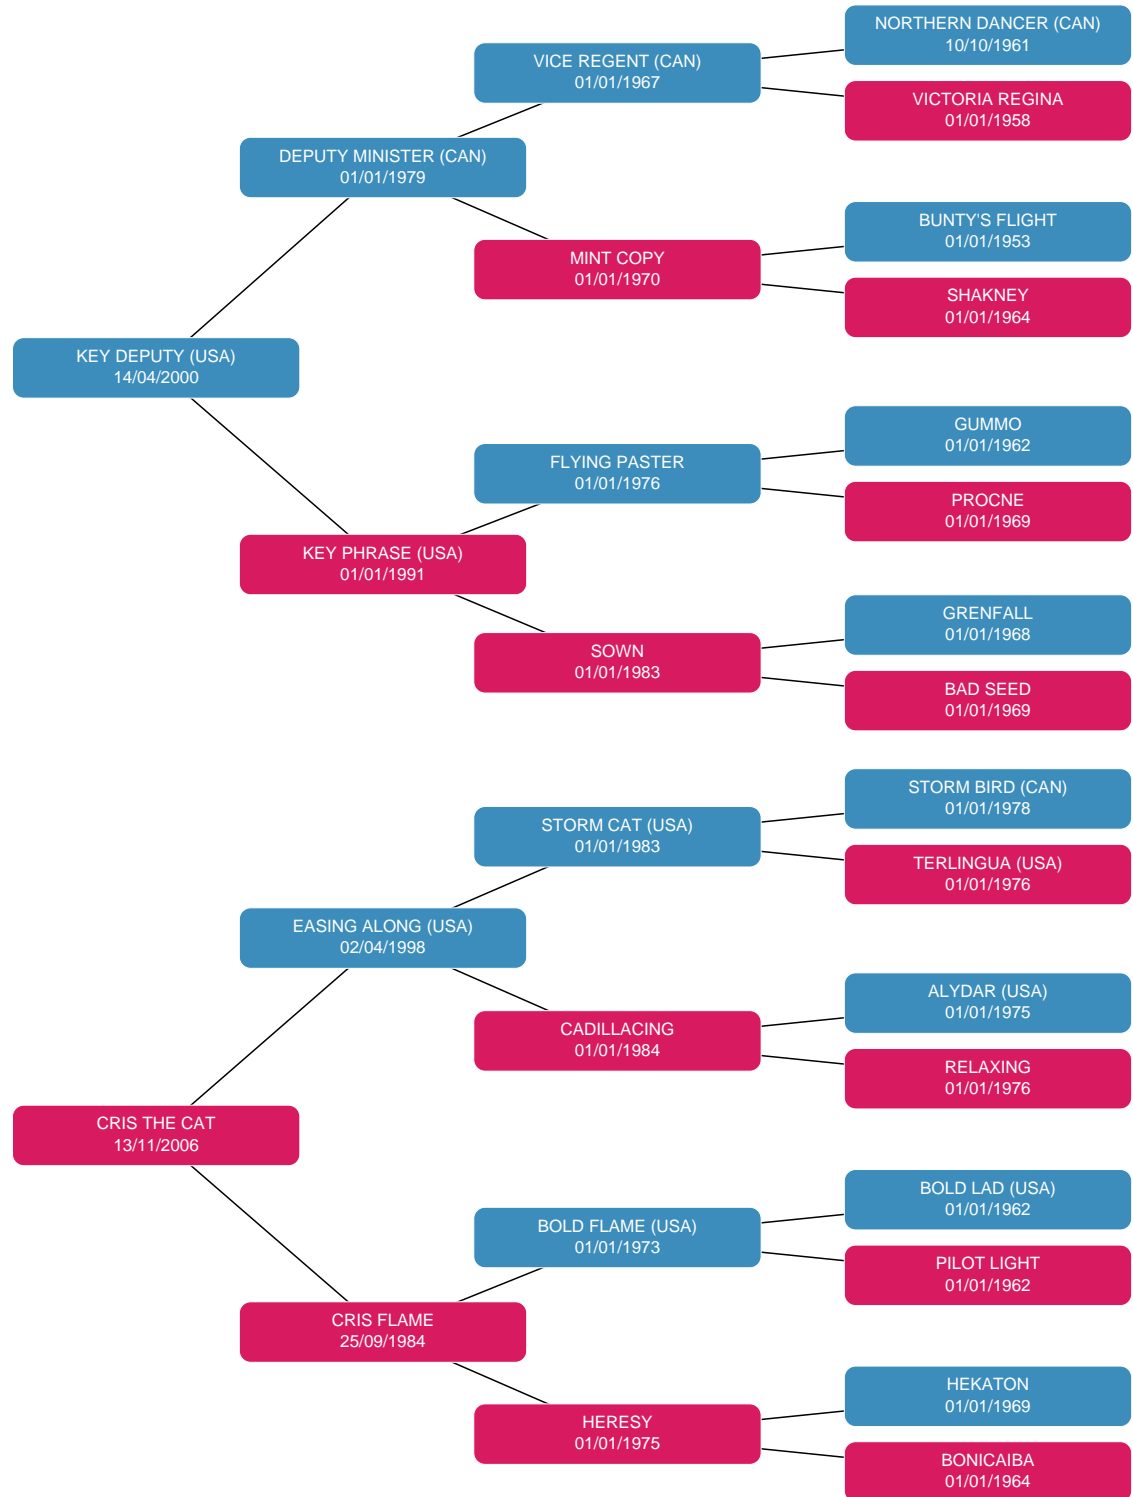 NORTHERN DANCER (CAN)
10/10/1961
VICE REGENT (CAN)
01/01/1967
VICTORIA REGINA
01/01/1958
DEPUTY MINISTER (CAN)
01/01/1979
BUNTY'S FLIGHT
01/01/1953
MINT COPY
01/01/1970
SHAKNEY
01/01/1964
KEY DEPUTY (USA)
14/04/2000
GUMMO
01/01/1962
FLYING PASTER
01/01/1976
PROCNE
01/01/1969
KEY PHRASE (USA)
01/01/1991
GRENFALL
01/01/1968
SOWN
01/01/1983
BAD SEED
01/01/1969
STORM BIRD (CAN)
01/01/1978
STORM CAT (USA)
01/01/1983
TERLINGUA (USA)
01/01/1976
EASING ALONG (USA)
02/04/1998
ALYDAR (USA)
01/01/1975
CADILLACING
01/01/1984
RELAXING
01/01/1976
CRIS THE CAT
13/11/2006
BOLD LAD (USA)
01/01/1962
BOLD FLAME (USA)
01/01/1973
PILOT LIGHT
01/01/1962
CRIS FLAME
25/09/1984
HEKATON
01/01/1969
HERESY
01/01/1975
BONICAIBA
01/01/1964